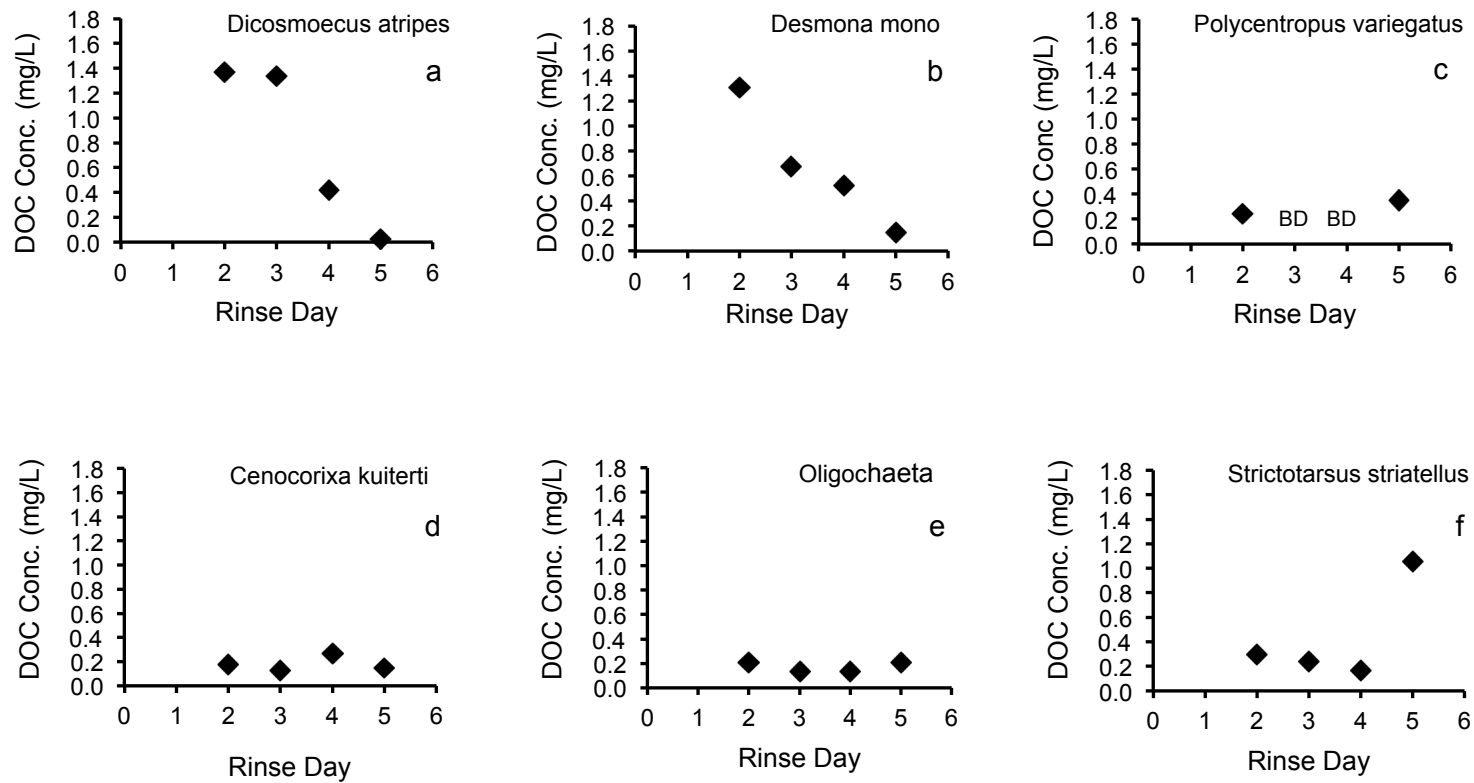 Dicosmoecus atripes
a
DOC Conc. (mg/L)
1.8
1.6
1.4
1.2
1.0
0.8
0.6
0.4
0.2
0.0
0 1 2 3 4 5 6
Rinse Day
Desmona mono
b
DOC Conc. (mg/L)
1.8
1.6
1.4
1.2
1.0
0.8
0.6
0.4
0.2
0.0
0 1 2 3 4 5 6
Rinse Day
Polycentropus variegatus
c
DOC Conc (mg/L)
1.8
1.6
1.4
1.2
1.0
0.8
0.6
0.4
0.2
0.0
BD BD
0 1 2 3 4 5 6
Rinse Day
Cenocorixa kuiterti
d
DOC Conc. (mg/L)
1.8
1.6
1.4
1.2
1.0
0.8
0.6
0.4
0.2
0.0
0 1 2 3 4 5 6
Rinse Day
Oligochaeta
e
DOC Conc. (mg/L)
1.8
1.6
1.4
1.2
1.0
0.8
0.6
0.4
0.2
0.0
0 1 2 3 4 5 6
Rinse Day
Strictotarsus striatellus
f
DOC Conc. (mg/L)
1.8
1.6
1.4
1.2
1.0
0.8
0.6
0.4
0.2
0.0
0 1 2 3 4 5 6
Rinse Day